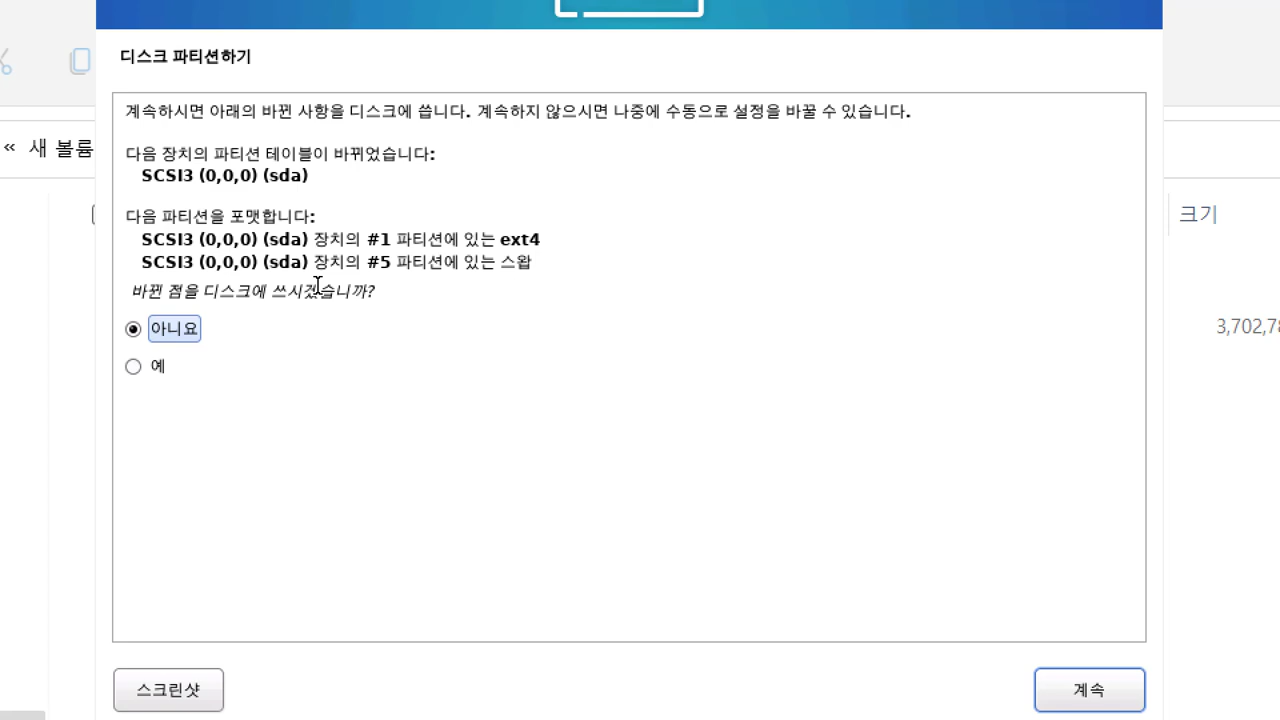 디스크 파티션하기
계속하시면 아래의 바뀐 사항을 디스크에 씁니다. 계속하지 않으시면 나중에 수동으로 설정을 바꿀 수 있습니다.
« 새 볼륨
다음 장치의 파티션 테이블이 바뀌었습니다:
SCSI3 (0,0,0) (sda)
크기
다음 파티션을 포맷합니다:
SCSI3 (0,0,0) (sda) 장치의 #1 파티션에 있는 ext4
SCSI3 (0,0,0) (sda) 장치의 #5 파티션에 있는 스왑
바뀐 점을 디스크에 쓰시겠습니까?
아니요
3,702,78
예
스크린샷
계속